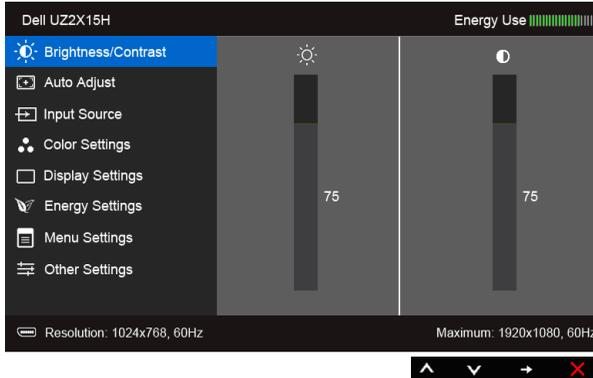 Dell UZ2X15H
Energy Use
Brightness/Contrast
Auto Adjust
Input Source
Color Settings
Display Settings
Energy Settings
Menu Settings
Other Settings
75
75
Resolution: 1024x768, 60Hz
Maximum: 1920x1080, 60Hz